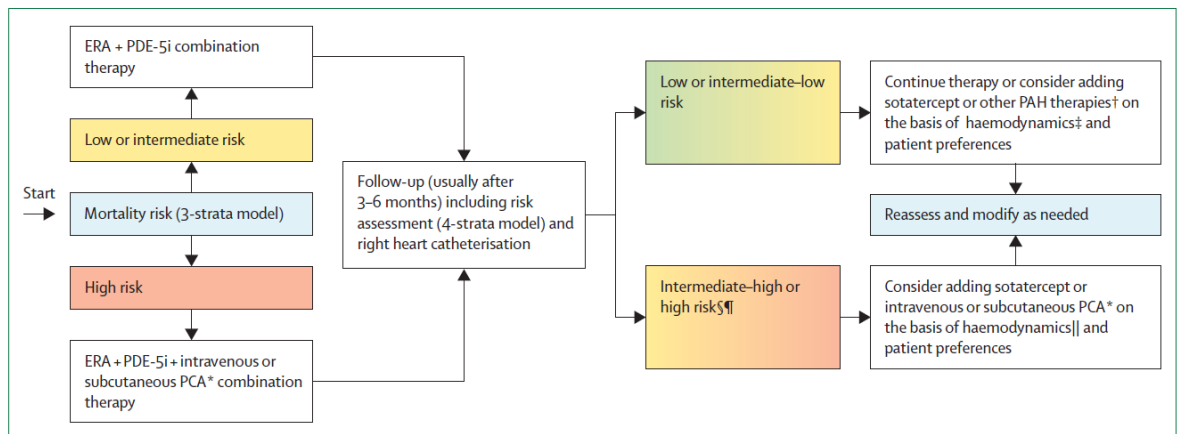 ERA + PDE-5i combination
therapy
Low or intermediate risk
Start
Mortality risk (3-strata model)
High risk
ERA + PDE-5i + intravenous or
subcutaneous PCA* combination
therapy
Follow-up (usually after
3–6 months) including risk
assessment (4-strata model) and
right heart catheterisation
Low or intermediate–low
risk
Intermediate–high or
high risk§¶
Continue therapy or consider adding
sotatercept or other PAH therapies† on
the basis of haemodynamics‡ and
patient preferences
Reassess and modify as needed
Consider adding sotatercept or
intravenous or subcutaneous PCA* on
the basis of haemodynamics|| and
patient preferences